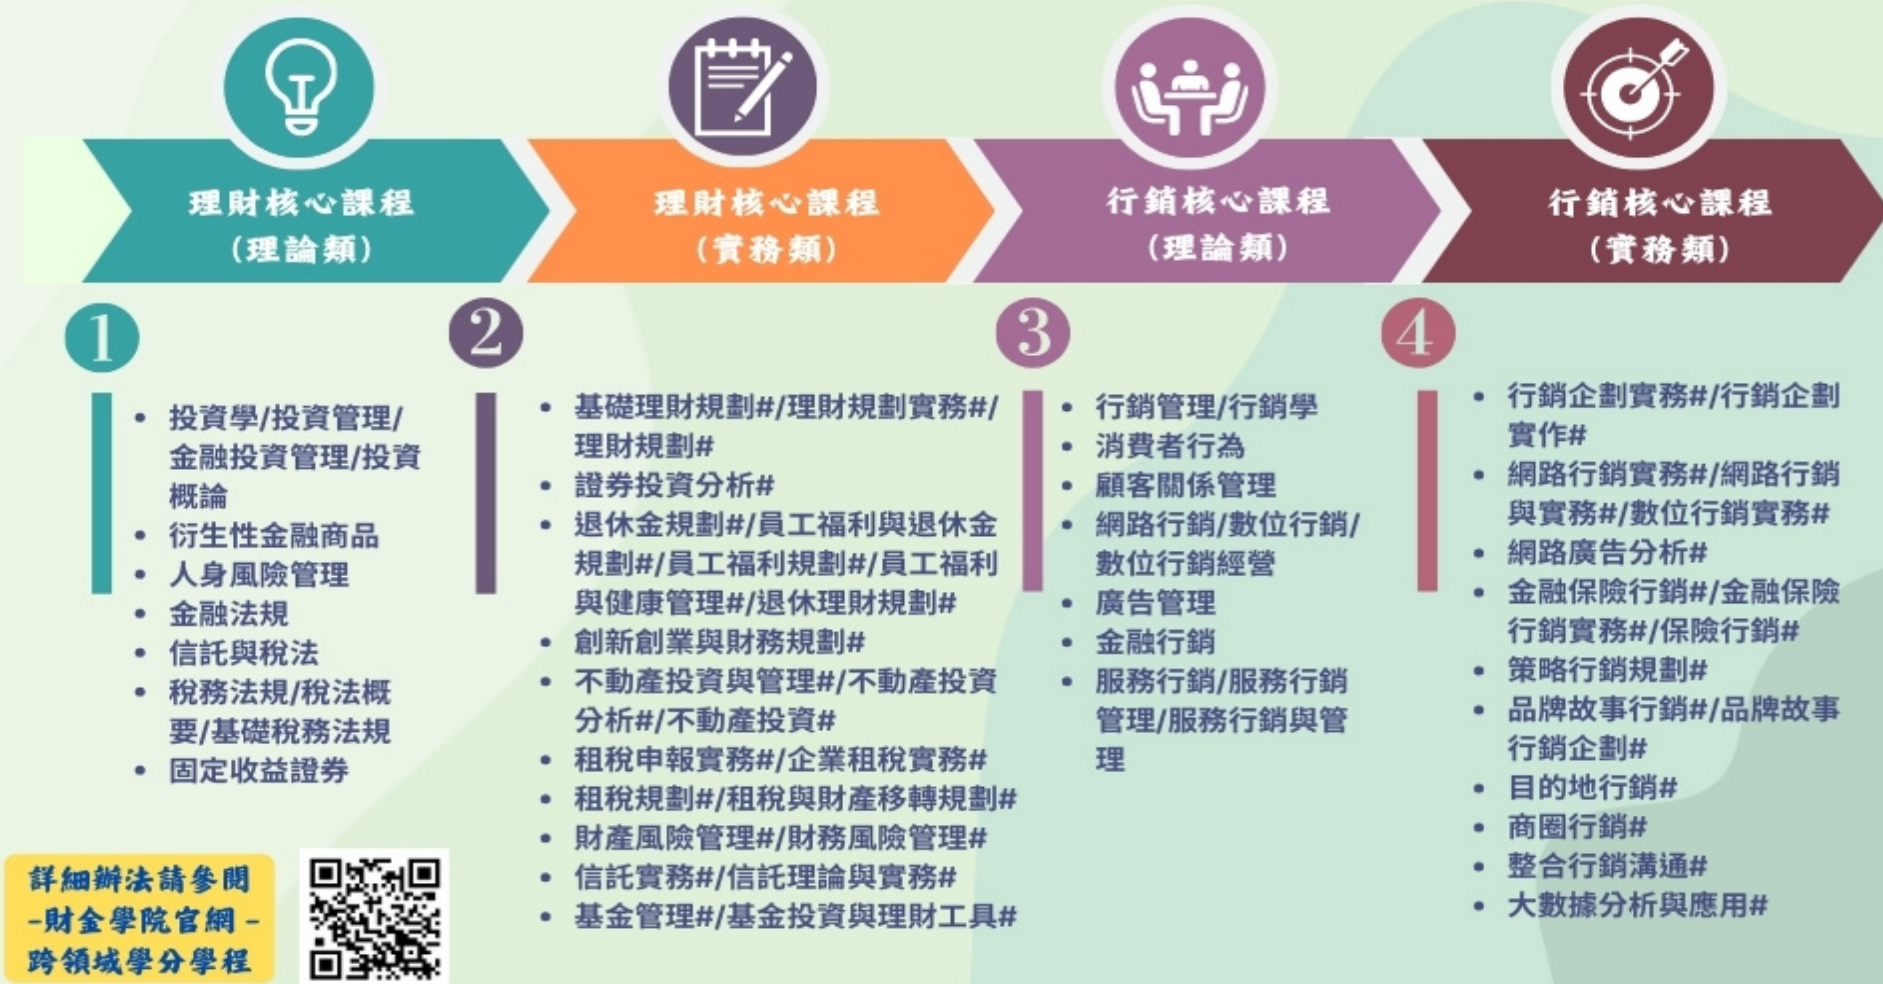 理財核心課程
(理論類)
理財核心課程
(實務類)
行銷核心課程
(理論類)
行銷核心課程
(實務類)
1
• 投資學/投資管理/
金融投資管理/投資
概論
• 衍生性金融商品
• 人身風險管理
• 金融法規
• 信託與稅法
• 稅務法規/稅法概
要/基礎稅務法規
• 固定收益證券
2
• 基礎理財規劃#/理財規劃實務#/
理財規劃#
• 證券投資分析#
• 退休金規劃#/員工福利與退休金
規劃#/員工福利規劃#/員工福利
與健康管理#/退休理財規劃#
• 創新創業與財務規劃#
• 不動產投資與管理#/不動產投資
分析#/不動產投資#
• 租稅申報實務#/企業租稅實務#
• 租稅規劃#/租稅與財產移轉規劃#
• 財產風險管理#/財務風險管理#
• 信託實務#/信託理論與實務#
• 基金管理#/基金投資與理財工具#
3
• 行銷管理/行銷學
• 消費者行為
• 顧客關係管理
• 網路行銷/數位行銷/
數位行銷經營
• 廣告管理
• 金融行銷
• 服務行銷/服務行銷
管理/服務行銷與管
理
4
• 行銷企劃實務#/行銷企劃
實作#
• 網路行銷實務#/網路行銷
與實務#/數位行銷實務#
• 網路廣告分析#
• 金融保險行銷#/金融保險
行銷實務#/保險行銷#
• 策略行銷規劃#
• 品牌故事行銷#/品牌故事
行銷企劃#
• 目的地行銷#
• 商圈行銷#
• 整合行銷溝通#
• 大數據分析與應用#
詳細辦法請參閱
-財金學院官網-
跨領域學分學程